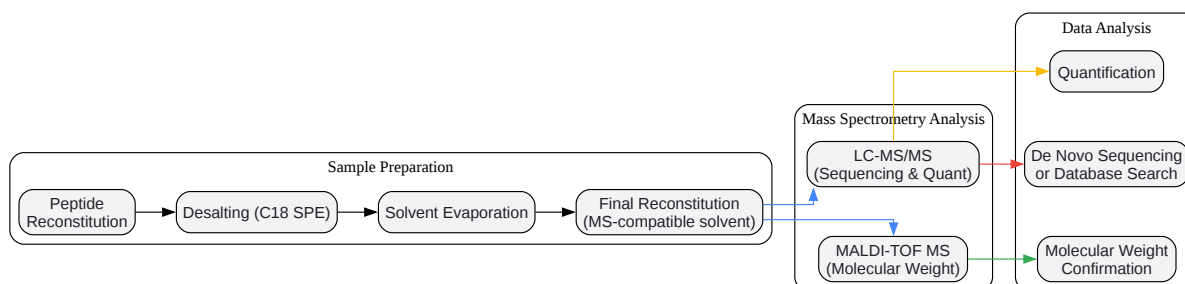 Sample Preparation
Peptide
Reconstitution
Desalting (C18 SPE)
Solvent Evaporation
Final Reconstitution
(MS-compatible solvent)
Mass Spectrometry Analysis
LC-MS/MS
(Sequencing & Quant)
MALDI-TOF MS
(Molecular Weight)
Data Analysis
Quantification
De Novo Sequencing
or Database Search
Molecular Weight
Confirmation